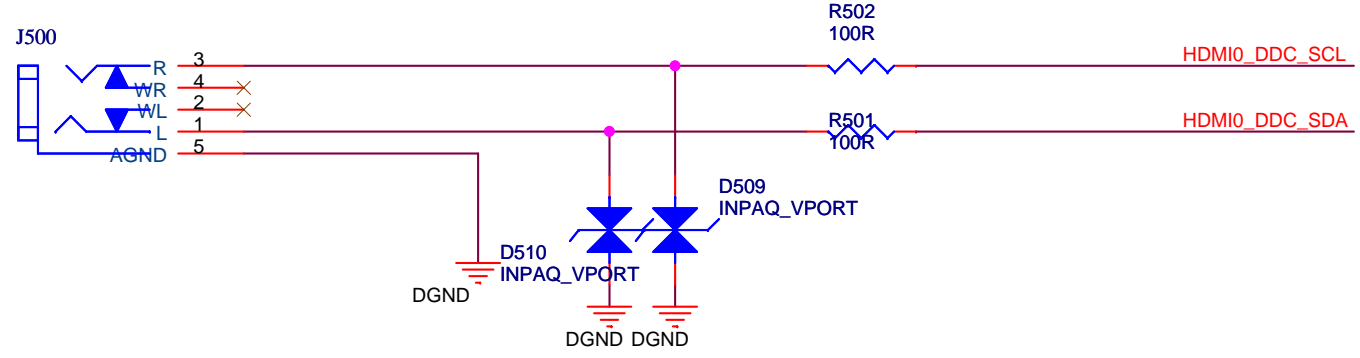 J500
R 3
WR 4
WL 2
L 1
AGND 5
R502
100R
HDMI0_DDC_SCL
R501
100R
HDMI0_DDC_SDA
D509
INPAQ_VPORT
D510
INPAQ_VPORT
DGND
DGND DGND